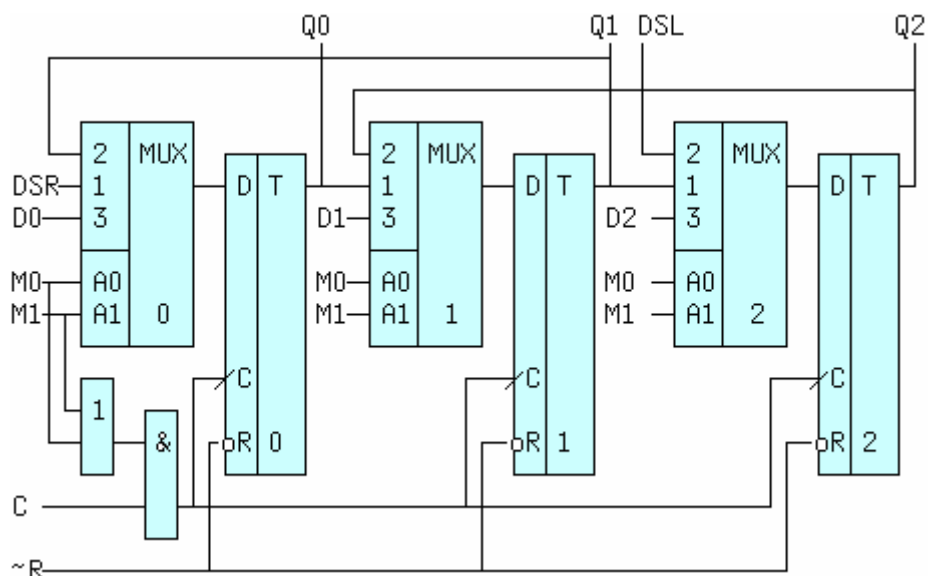 Q0 Q1 DSL Q2
2 MUX 2 MUX 2 MUX
DSR 1 D T 1 D T 1 D T
D0 3 D1 3 D2 3
M0 A0 M0 A0 M0 A0
M1 A1 0 M1 A1 1 M1 A1 2
C C C
1
& R 0 R 1 R 2
C
~R